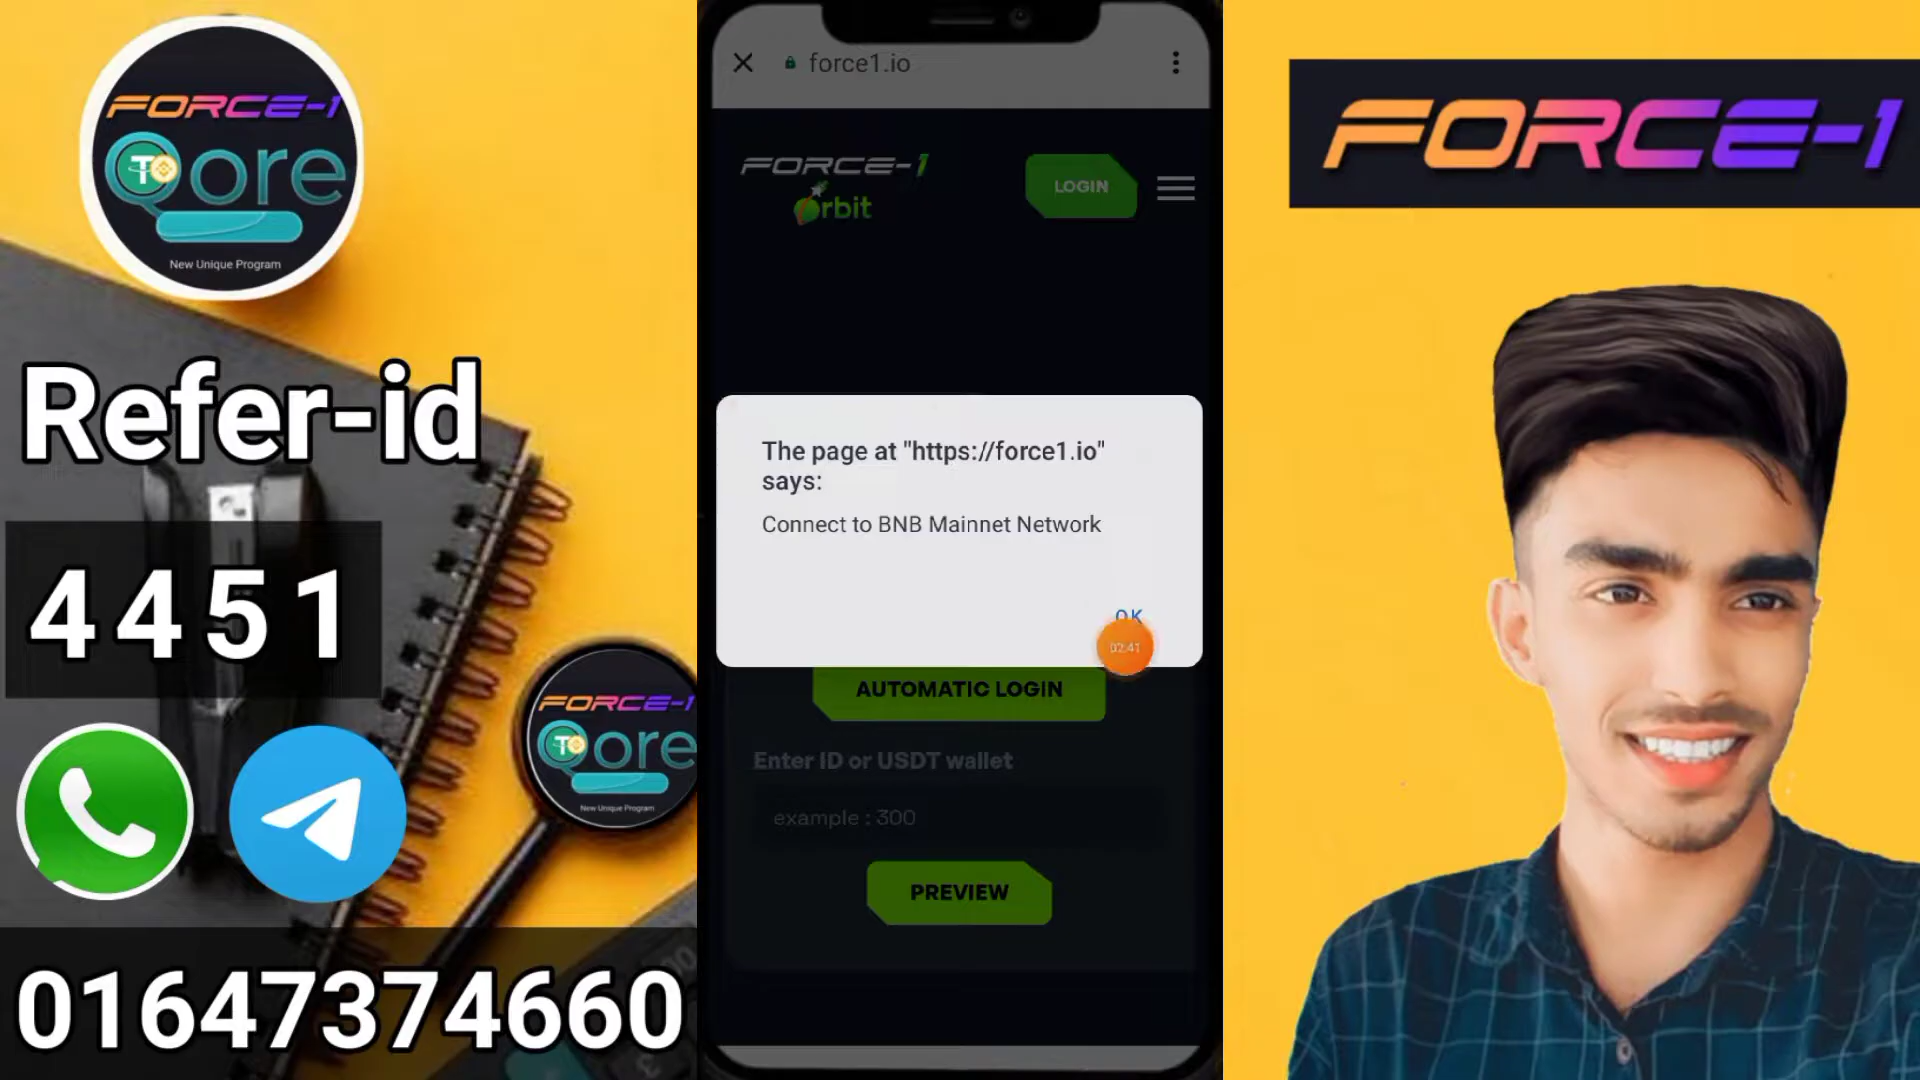 FORCE-1
Qore
New Unique Program
Refer-id
4451
FORCE-1
Qore
New Unique Program
01647374660
force1.io
FORCE-1
Orbit
LOGIN
The page at "https://force1.io"
says:
Connect to BNB Mainnet Network
OK
02:41
AUTOMATIC LOGIN
Enter ID or USDT wallet
example : 300
PREVIEW
FORCE-1